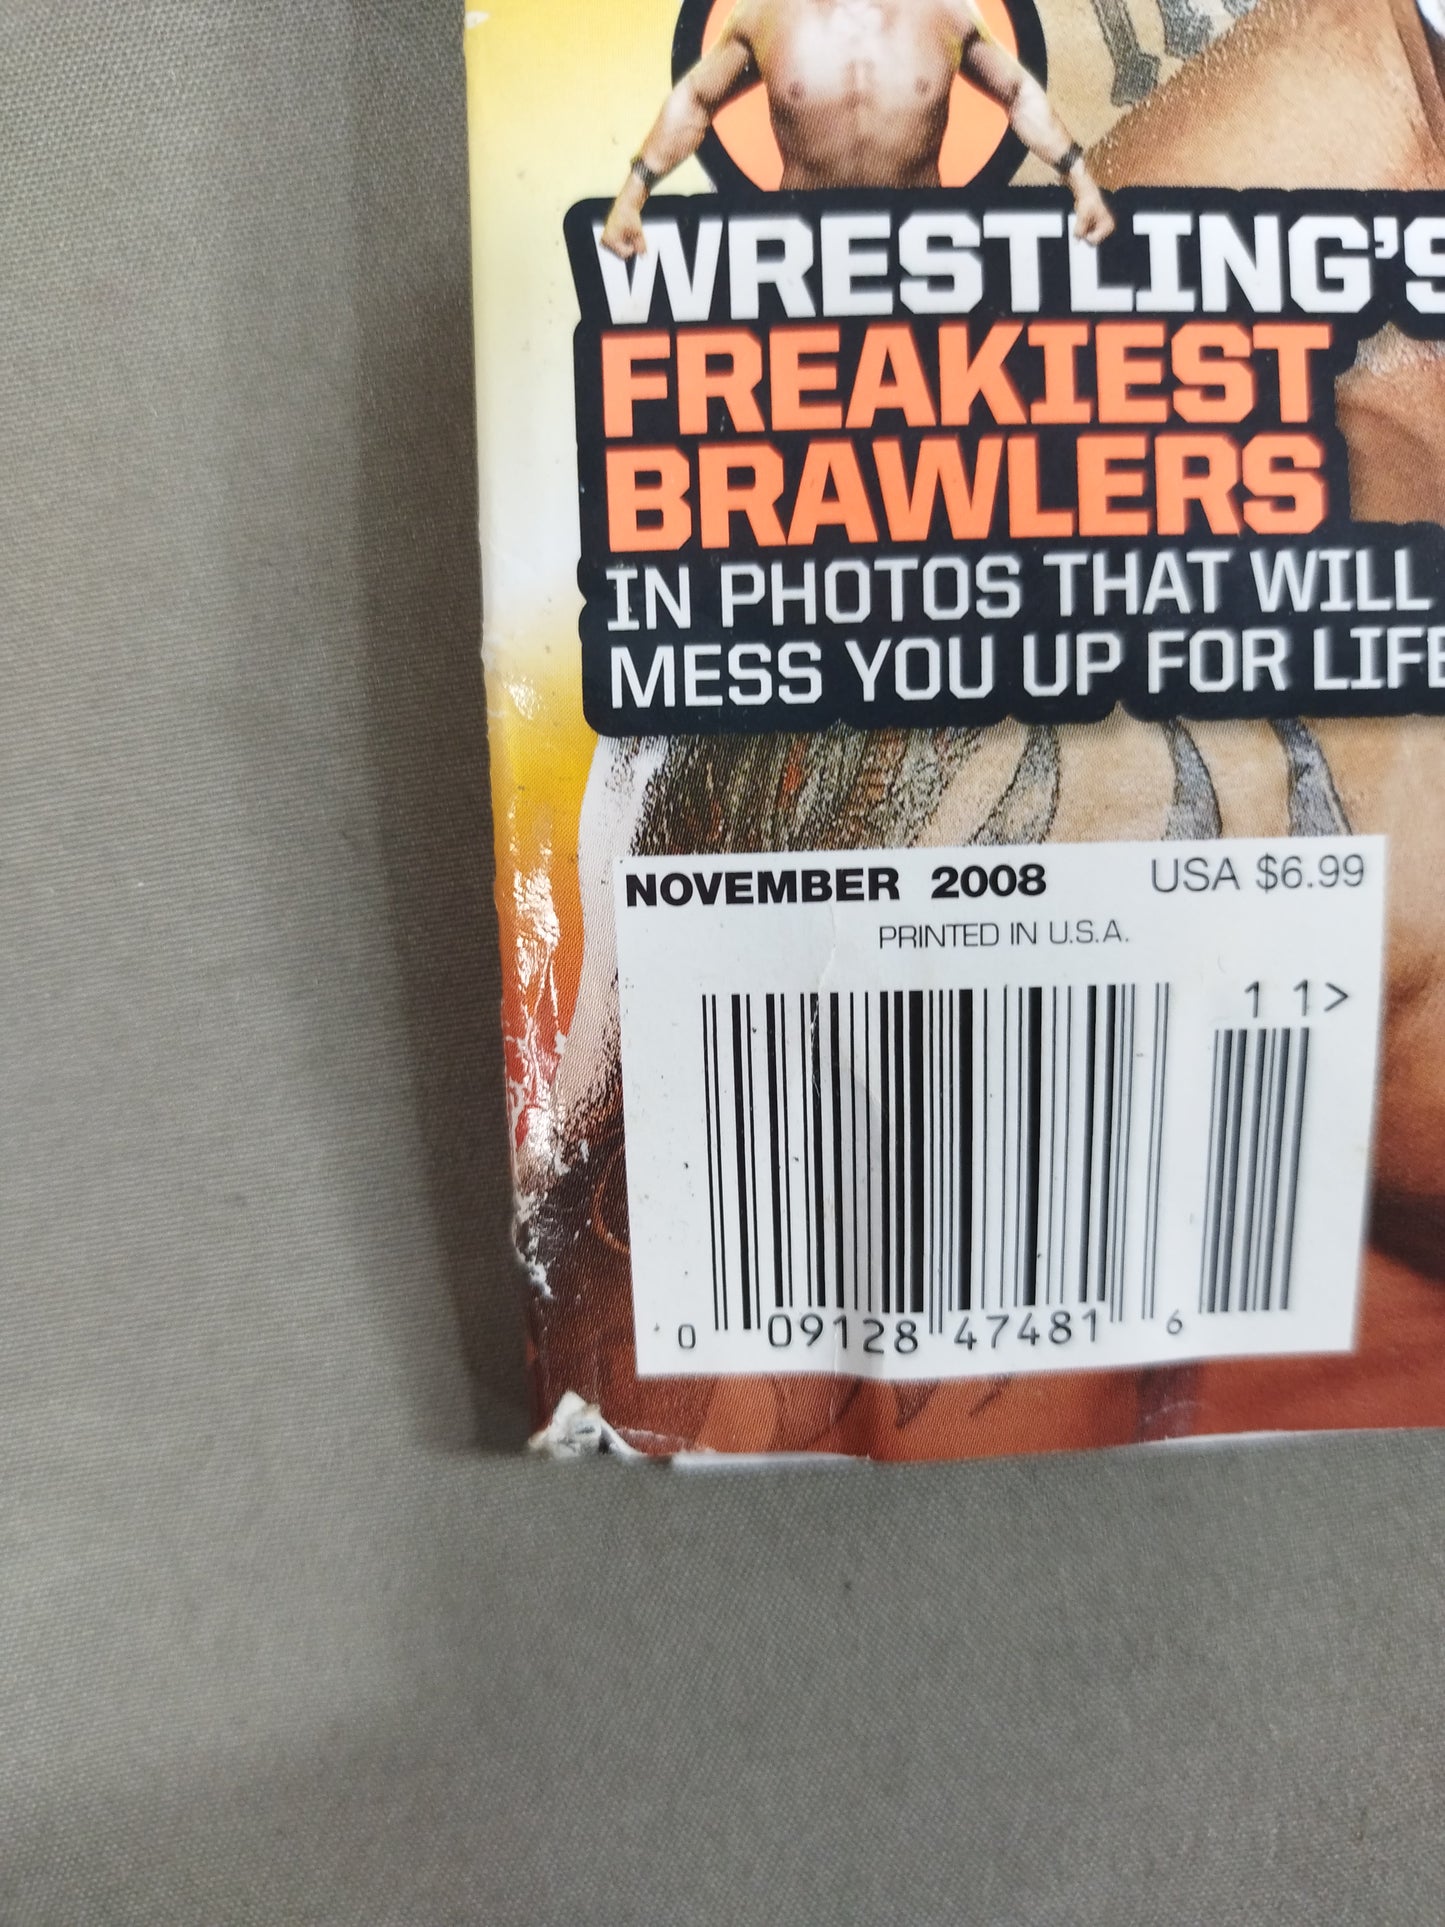 WRESTLING'S
FREAKIEST
BRAWLERS
IN PHOTOS THAT WILL
MESS YOU UP FOR LIFE
NOVEMBER 2008 USA $6.99
PRINTED IN U.S.A.
1 1>
0 09128 47481 6